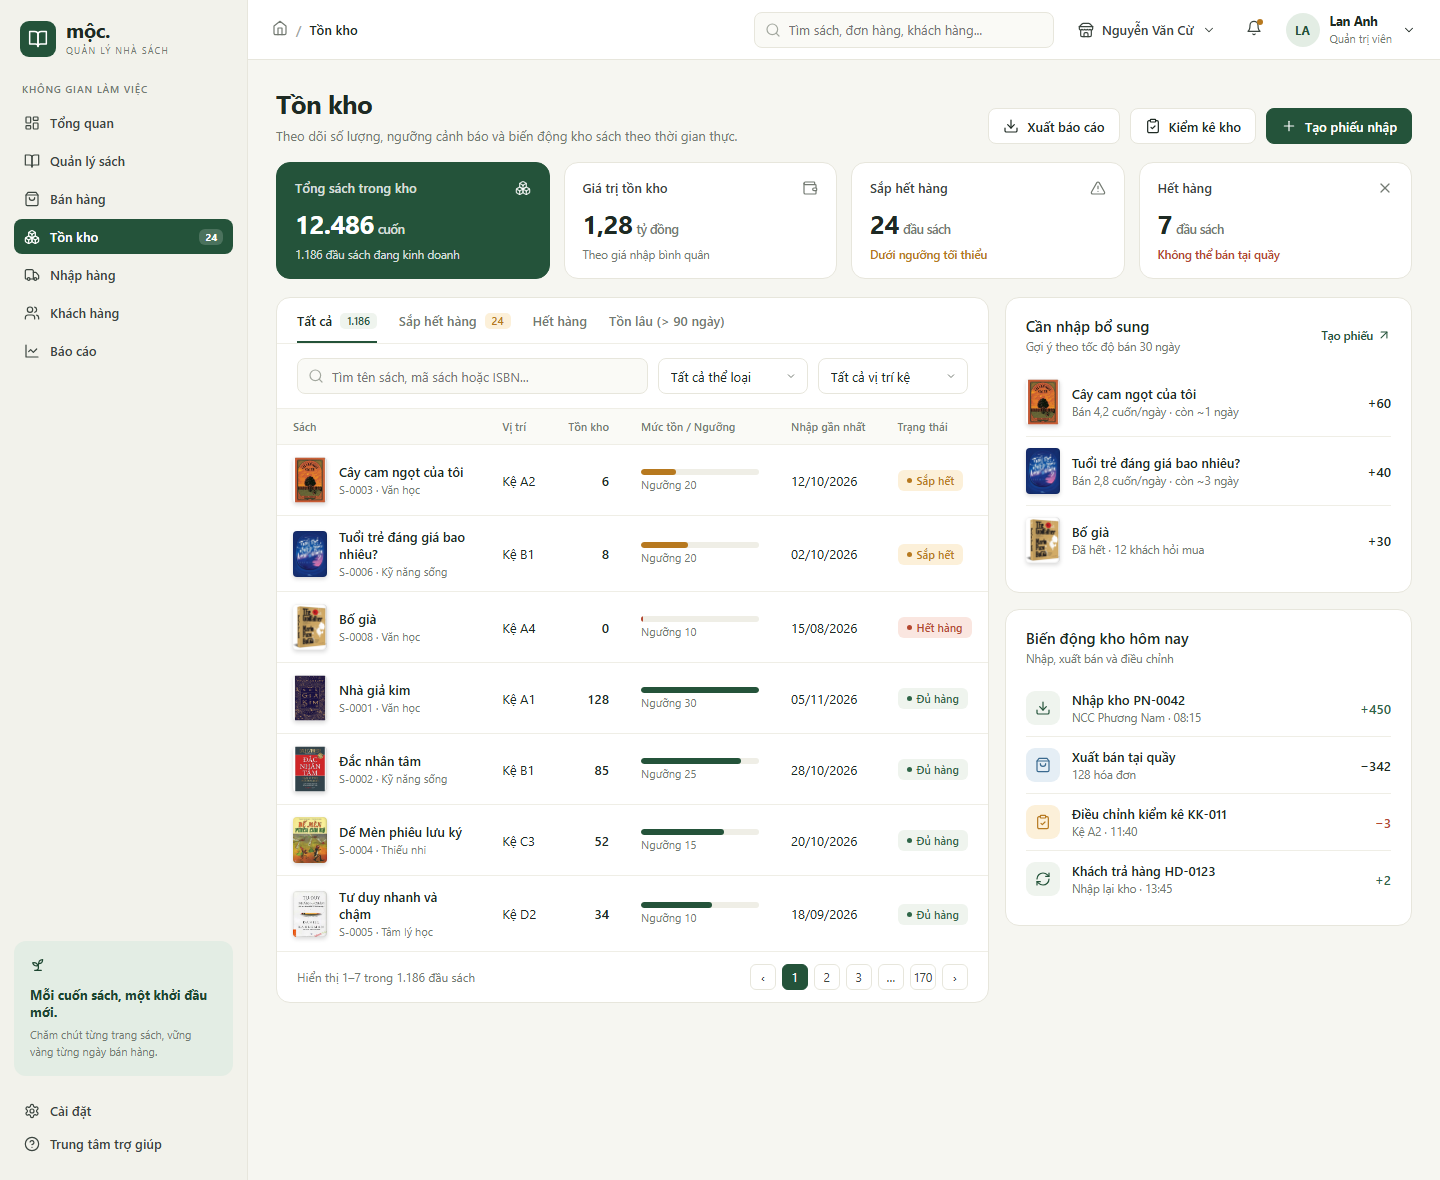 mộc.
QUẢN LÝ NHÀ SÁCH
KHÔNG GIAN LÀM VIỆC
Tổng quan
Quản lý sách
Bán hàng
Tồn kho 24
Nhập hàng
Khách hàng
Báo cáo
Mỗi cuốn sách, một khởi đầu
mới.
Chăm chút từng trang sách, vững
vàng từng ngày bán hàng.
Cài đặt
Trung tâm trợ giúp
/ Tồn kho
Tìm sách, đơn hàng, khách hàng...
Nguyễn Văn Cừ
LA
Lan Anh
Quản trị viên
Tồn kho
Theo dõi số lượng, ngưỡng cảnh báo và biến động kho sách theo thời gian thực.
Xuất báo cáo
Kiểm kê kho
Tạo phiếu nhập
Tổng sách trong kho
12.486 cuốn
1.186 đầu sách đang kinh doanh
Giá trị tồn kho
1,28 tỷ đồng
Theo giá nhập bình quân
Sắp hết hàng
24 đầu sách
Dưới ngưỡng tối thiểu
Hết hàng
7 đầu sách
Không thể bán tại quầy
Tất cả 1.186
Sắp hết hàng 24
Hết hàng
Tồn lâu (> 90 ngày)
Tìm tên sách, mã sách hoặc ISBN...
Tất cả thể loại
Tất cả vị trí kệ
Sách Vị trí Tồn kho Mức tồn / Ngưỡng Nhập gần nhất Trạng thái
Cây cam ngọt của tôi
S-0003 · Văn học
Kệ A2 6 Ngưỡng 20 12/10/2026 Sắp hết
Tuổi trẻ đáng giá bao
nhiêu?
S-0006 · Kỹ năng sống
Kệ B1 8 Ngưỡng 20 02/10/2026 Sắp hết
Bố già
S-0008 · Văn học
Kệ A4 0 Ngưỡng 10 15/08/2026 Hết hàng
Nhà giả kim
S-0001 · Văn học
Kệ A1 128 Ngưỡng 30 05/11/2026 Đủ hàng
ĐẮC
NHÂN
TÂM
Đắc nhân tâm
S-0002 · Kỹ năng sống
Kệ B1 85 Ngưỡng 25 28/10/2026 Đủ hàng
Dế Mèn phiêu lưu ký
S-0004 · Thiếu nhi
Kệ C3 52 Ngưỡng 15 20/10/2026 Đủ hàng
Tư duy nhanh và
chậm
S-0005 · Tâm lý học
Kệ D2 34 Ngưỡng 10 18/09/2026 Đủ hàng
Hiển thị 1–7 trong 1.186 đầu sách
‹ 1 2 3 ... 170 ›
Cần nhập bổ sung
Gợi ý theo tốc độ bán 30 ngày
Tạo phiếu
Cây cam ngọt của tôi
Bán 4,2 cuốn/ngày · còn ~1 ngày
+60
Tuổi trẻ đáng giá bao nhiêu?
Bán 2,8 cuốn/ngày · còn ~3 ngày
+40
Bố già
Đã hết · 12 khách hỏi mua
+30
Biến động kho hôm nay
Nhập, xuất bán và điều chỉnh
Nhập kho PN-0042
NCC Phương Nam · 08:15
+450
Xuất bán tại quầy
128 hóa đơn
−342
Điều chỉnh kiểm kê KK-011
Kệ A2 · 11:40
−3
Khách trả hàng HD-0123
Nhập lại kho · 13:45
+2